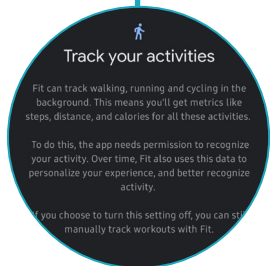 Track your activities
Fit can track walking, running and cycling in the
background. This means you'll get metrics like
steps, distance, and calories for all these activities.
To do this, the app needs permission to recognize
your activity. Over time, Fit also uses this data to
personalize your experience, and better recognize
activity.
If you choose to turn this setting off, you can still
manually track workouts with Fit.